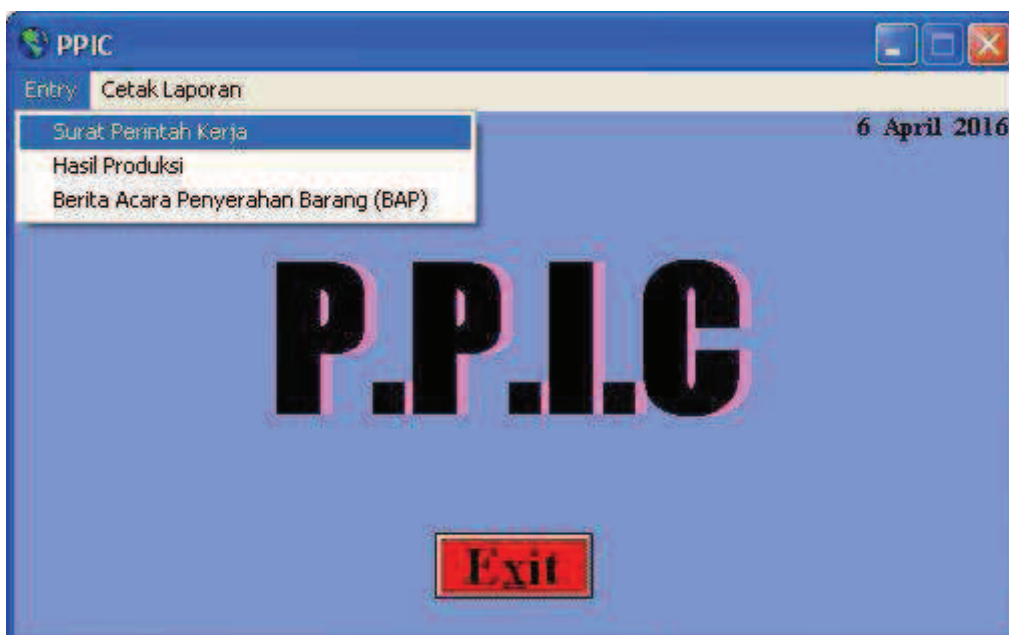 PPIC
Entry Cetak Laporan
Surat Perintah Kerja
6 April 2016
Hasil Produksi
Berita Acara Penyerahan Barang (BAP)
P.P.I.C
Exit